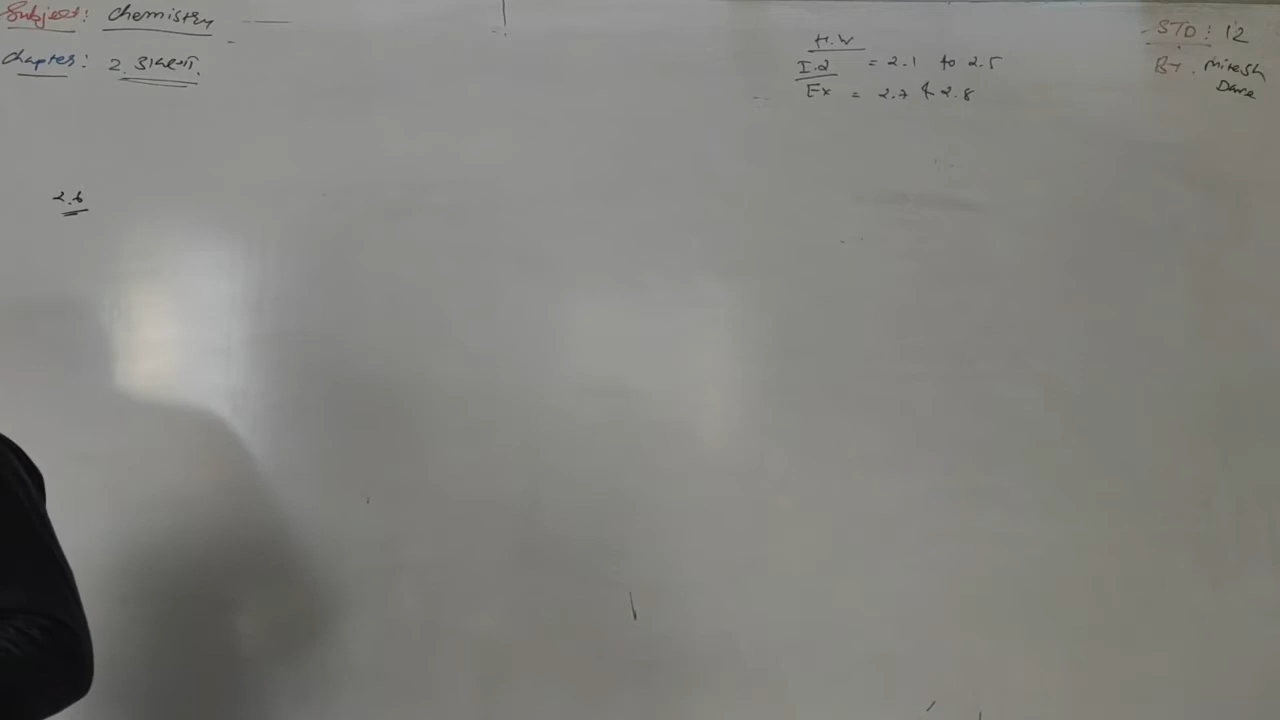 Subject: Chemistry
Chapter: 2. દ્રાવણો.
H.W
I.Q = 2.1 to 2.5
Ex = 2.7 & 2.8
STD: 12
By. Mitesh
Dave
2.6